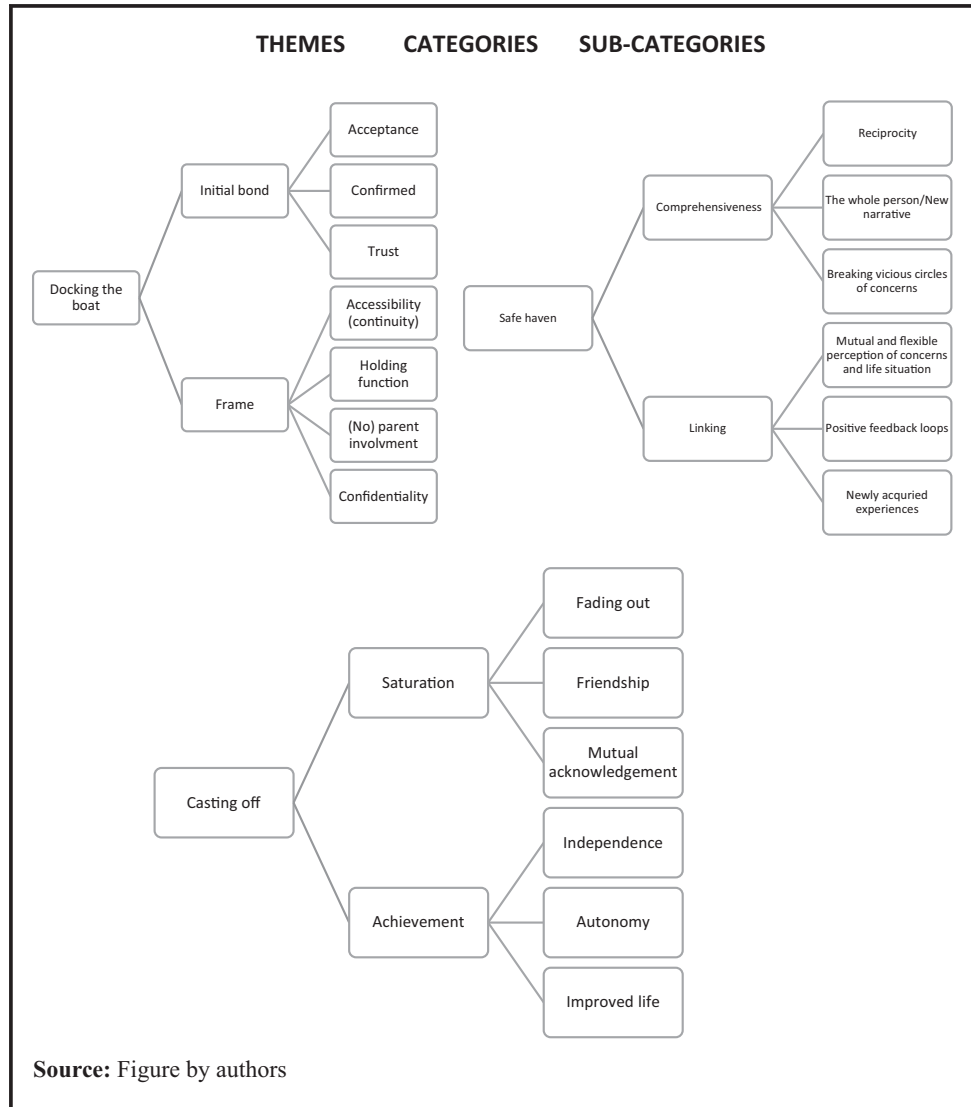 THEMES CATEGORIES SUB-CATEGORIES
Docking the
boat
Initial bond
Acceptance
Confirmed
Trust
Frame
Accessibility
(continuity)
Holding
function
(No) parent
involvment
Confidentiality
Safe haven
Comprehensiveness
Reciprocity
The whole person/New
narrative
Breaking vicious circles
of concerns
Linking
Mutual and flexible
perception of concerns
and life situation
Positive feedback loops
Newly acquried
experiences
Casting off
Saturation
Fading out
Friendship
Mutual
acknowledgement
Achievement
Independence
Autonomy
Improved life
Source: Figure by authors